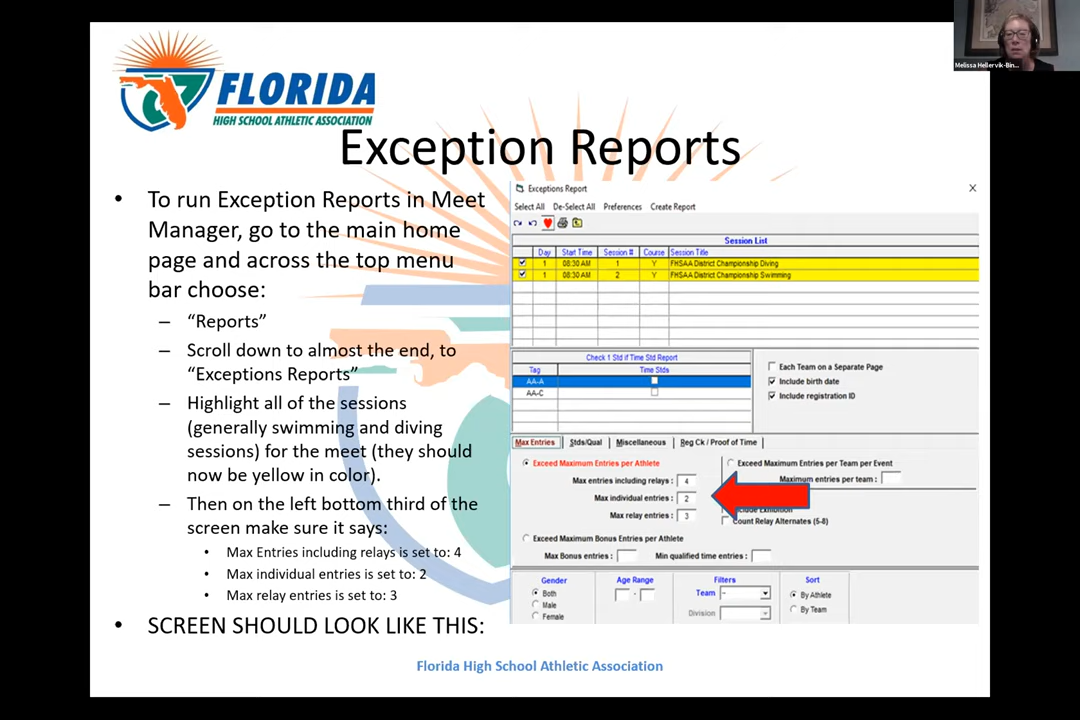 Melissa Hellervik-Bin...
FLORIDA
HIGH SCHOOL ATHLETIC ASSOCIATION
Exception Reports
• To run Exception Reports in Meet
Manager, go to the main home
page and across the top menu
bar choose:
– “Reports”
– Scroll down to almost the end, to
“Exceptions Reports”
– Highlight all of the sessions
(generally swimming and diving
sessions) for the meet (they should
now be yellow in color).
– Then on the left bottom third of the
screen make sure it says:
• Max Entries including relays is set to: 4
• Max individual entries is set to: 2
• Max relay entries is set to: 3
• SCREEN SHOULD LOOK LIKE THIS:
Exceptions Report
Select All De-Select All Preferences Create Report
Session List
Day Start Time Session # Course Session Title
1 08:30 AM 1 Y FHSAA District Championship Diving
1 08:30 AM 2 Y FHSAA District Championship Swimming
Check 1 Std if Time Std Report
Tag Time Stds
AA-A
AA-C
Each Team on a Separate Page
Include birth date
Include registration ID
Max Entries Stds/Qual Miscellaneous Reg Ck / Proof of Time
Exceed Maximum Entries per Athlete
Max entries including relays : 4
Max individual entries : 2
Max relay entries : 3
Exceed Maximum Entries per Team per Event
Maximum entries per team :
Include Exhibition
Count Relay Alternates (5-8)
Exceed Maximum Bonus Entries per Athlete
Max Bonus entries : Min qualified time entries :
Gender
Both
Male
Female
Age Range
-
Filters
Team ~
Division
Sort
By Athlete
By Team
Florida High School Athletic Association